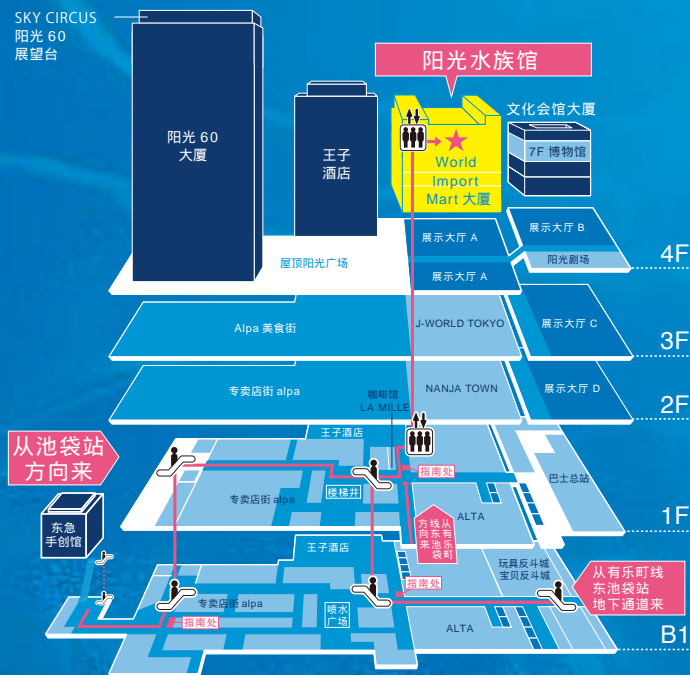 SKY CIRCUS
阳光 60
展望台
阳光水族馆
文化会馆大厦
7F 博物馆
阳光 60
大厦
王子
酒店
World
Import
Mart 大厦
展示大厅 A
展示大厅 B
屋顶阳光广场
展示大厅 A
阳光剧场
4F
Alpa 美食街
J-WORLD TOKYO
展示大厅 C
3F
专卖店街 alpa
咖啡馆
LA MILLE
NANJA TOWN
展示大厅 D
2F
从池袋站
方向来
王子酒店
指南处
巴士总站
专卖店街 alpa
楼梯井
从有乐町
线东池袋
方向来
ALTA
1F
东急
手创馆
王子酒店
玩具反斗城
宝贝反斗城
指南处
从有乐町线
东池袋站
地下通道来
专卖店街 alpa
指南处
喷水
广场
ALTA
B1